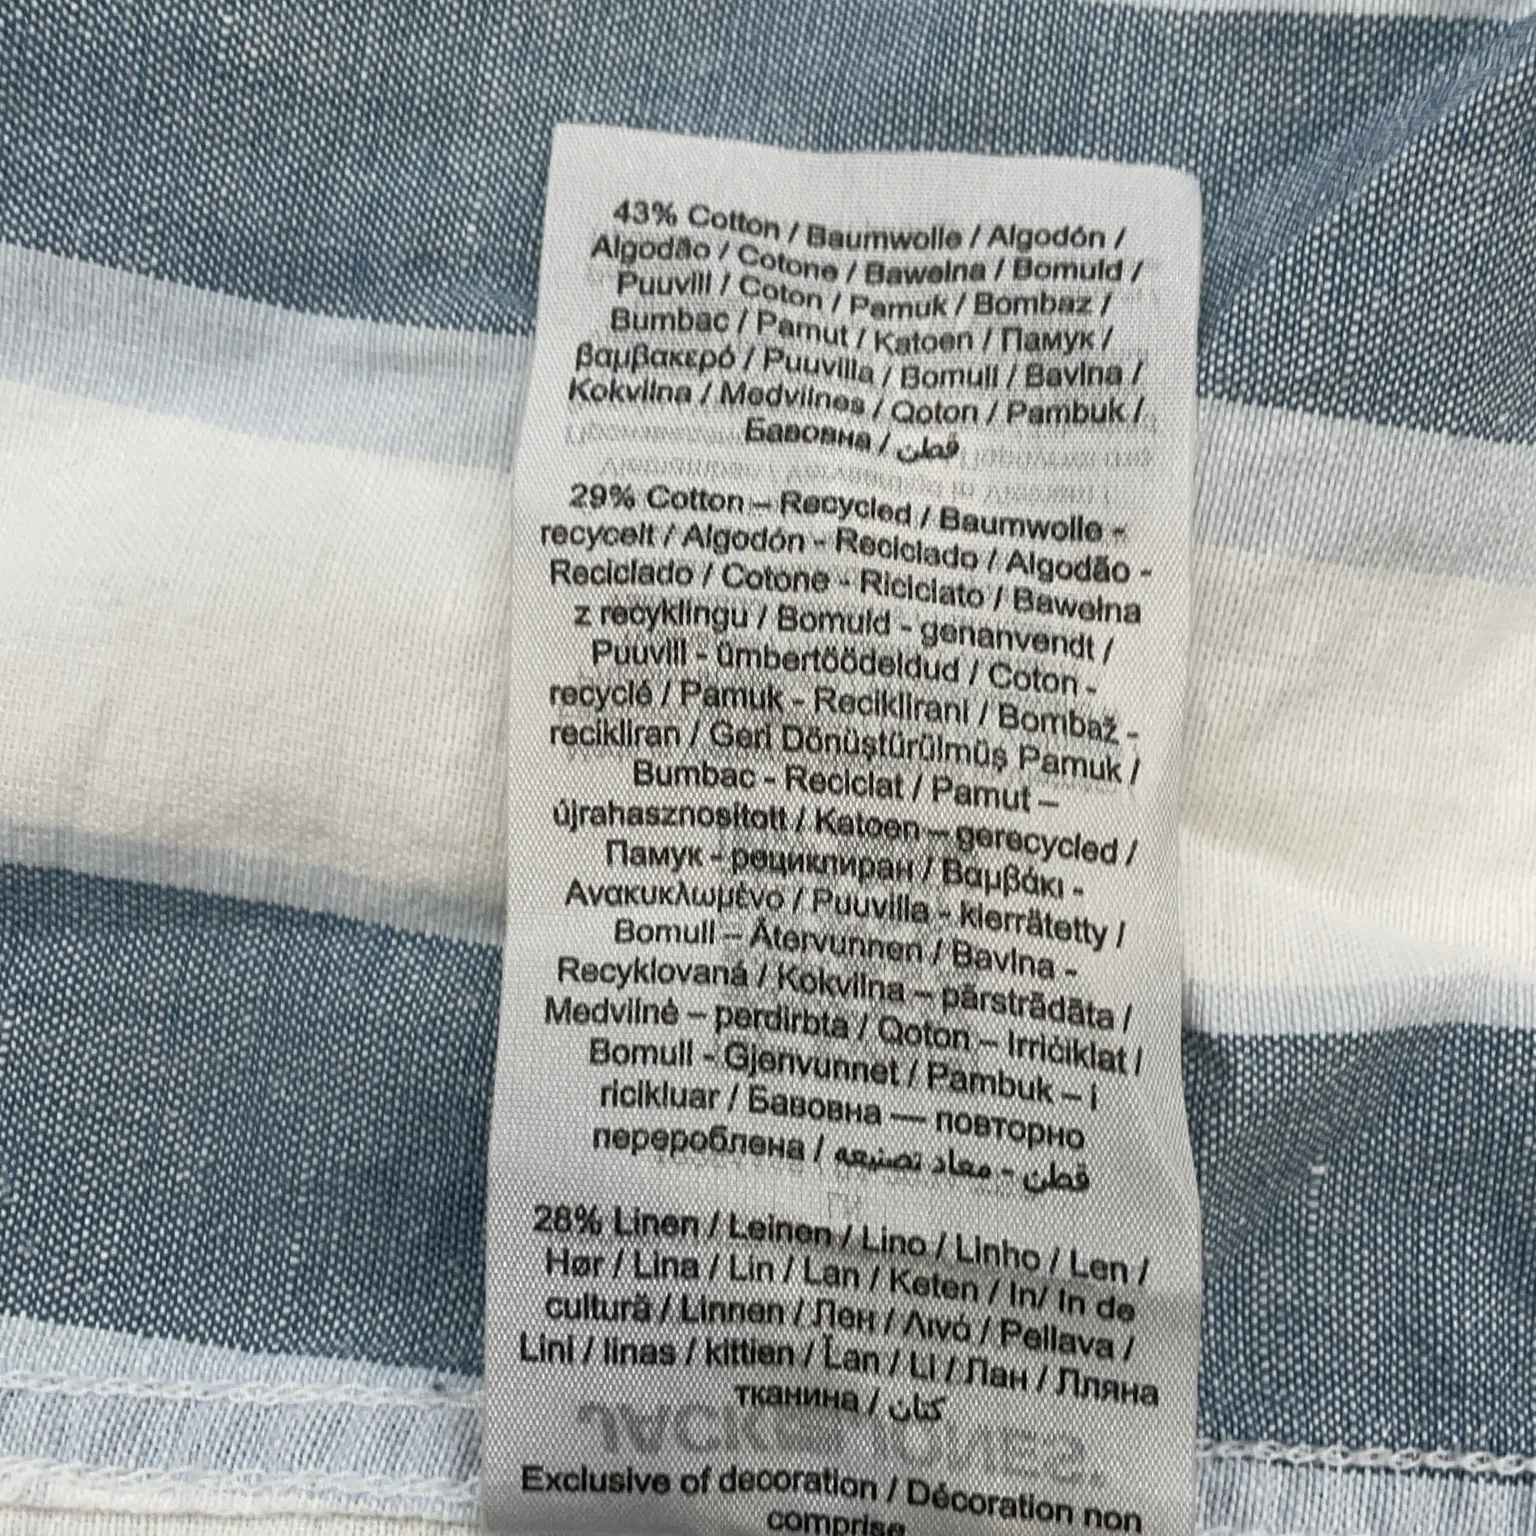 43% Cotton / Baumwolle / Algodón /
Algodão / Cotone / Bawełna / Bomuld /
Puuvill / Coton / Pamuk / Bombaz /
Bumbac / Pamut / Katoen / Памук /
βαμβακερό / Puuvilla / Bomull / Bavlna /
Kokvilna / Medvilnes / Qoton / Pambuk /
Бавовна / قطن
29% Cotton – Recycled / Baumwolle -
recycelt / Algodón - Reciclado / Algodão -
Reciclado / Cotone - Riciclato / Bawełna
z recyklingu / Bomuld - genanvendt /
Puuvill - ümbertöödeldud / Coton -
recyclé / Pamuk - Reciklirani / Bombaž -
recikliran / Geri Dönüştürülmüş Pamuk /
Bumbac - Reciclat / Pamut –
újrahasznosított / Katoen – gerecycled /
Памук - рециклиран / Βαμβάκι -
Ανακυκλωμένο / Puuvilla - kierrätetty /
Bomull – Återvunnen / Bavlna -
Recyklovaná / Kokvilna – pārstrādāta /
Medvilnė – perdirbta / Qoton – Irriċiklat /
Bomull - Gjenvunnet / Pambuk – i
ricikluar / Бавовна — повторно
перероблена / قطن - معاد تصنيعه
28% Linen / Leinen / Lino / Linho / Len /
Hør / Lina / Lin / Lan / Keten / In/ In de
cultură / Linnen / Лен / Λινό / Pellava /
Lini / linas / kittien / Ľan / LI / Лан / Лляна
тканина / كتان
JACK&JONES.
Exclusive of decoration / Décoration non
comprise